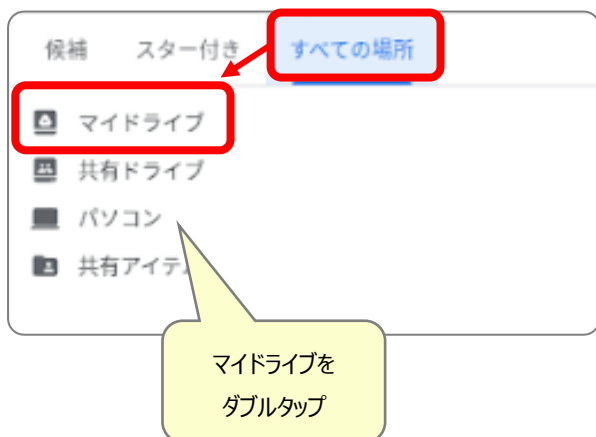 候補 スター付き すべての場所
マイドライブ
共有ドライブ
パソコン
共有アイテ
マイドライブを
ダブルタップ